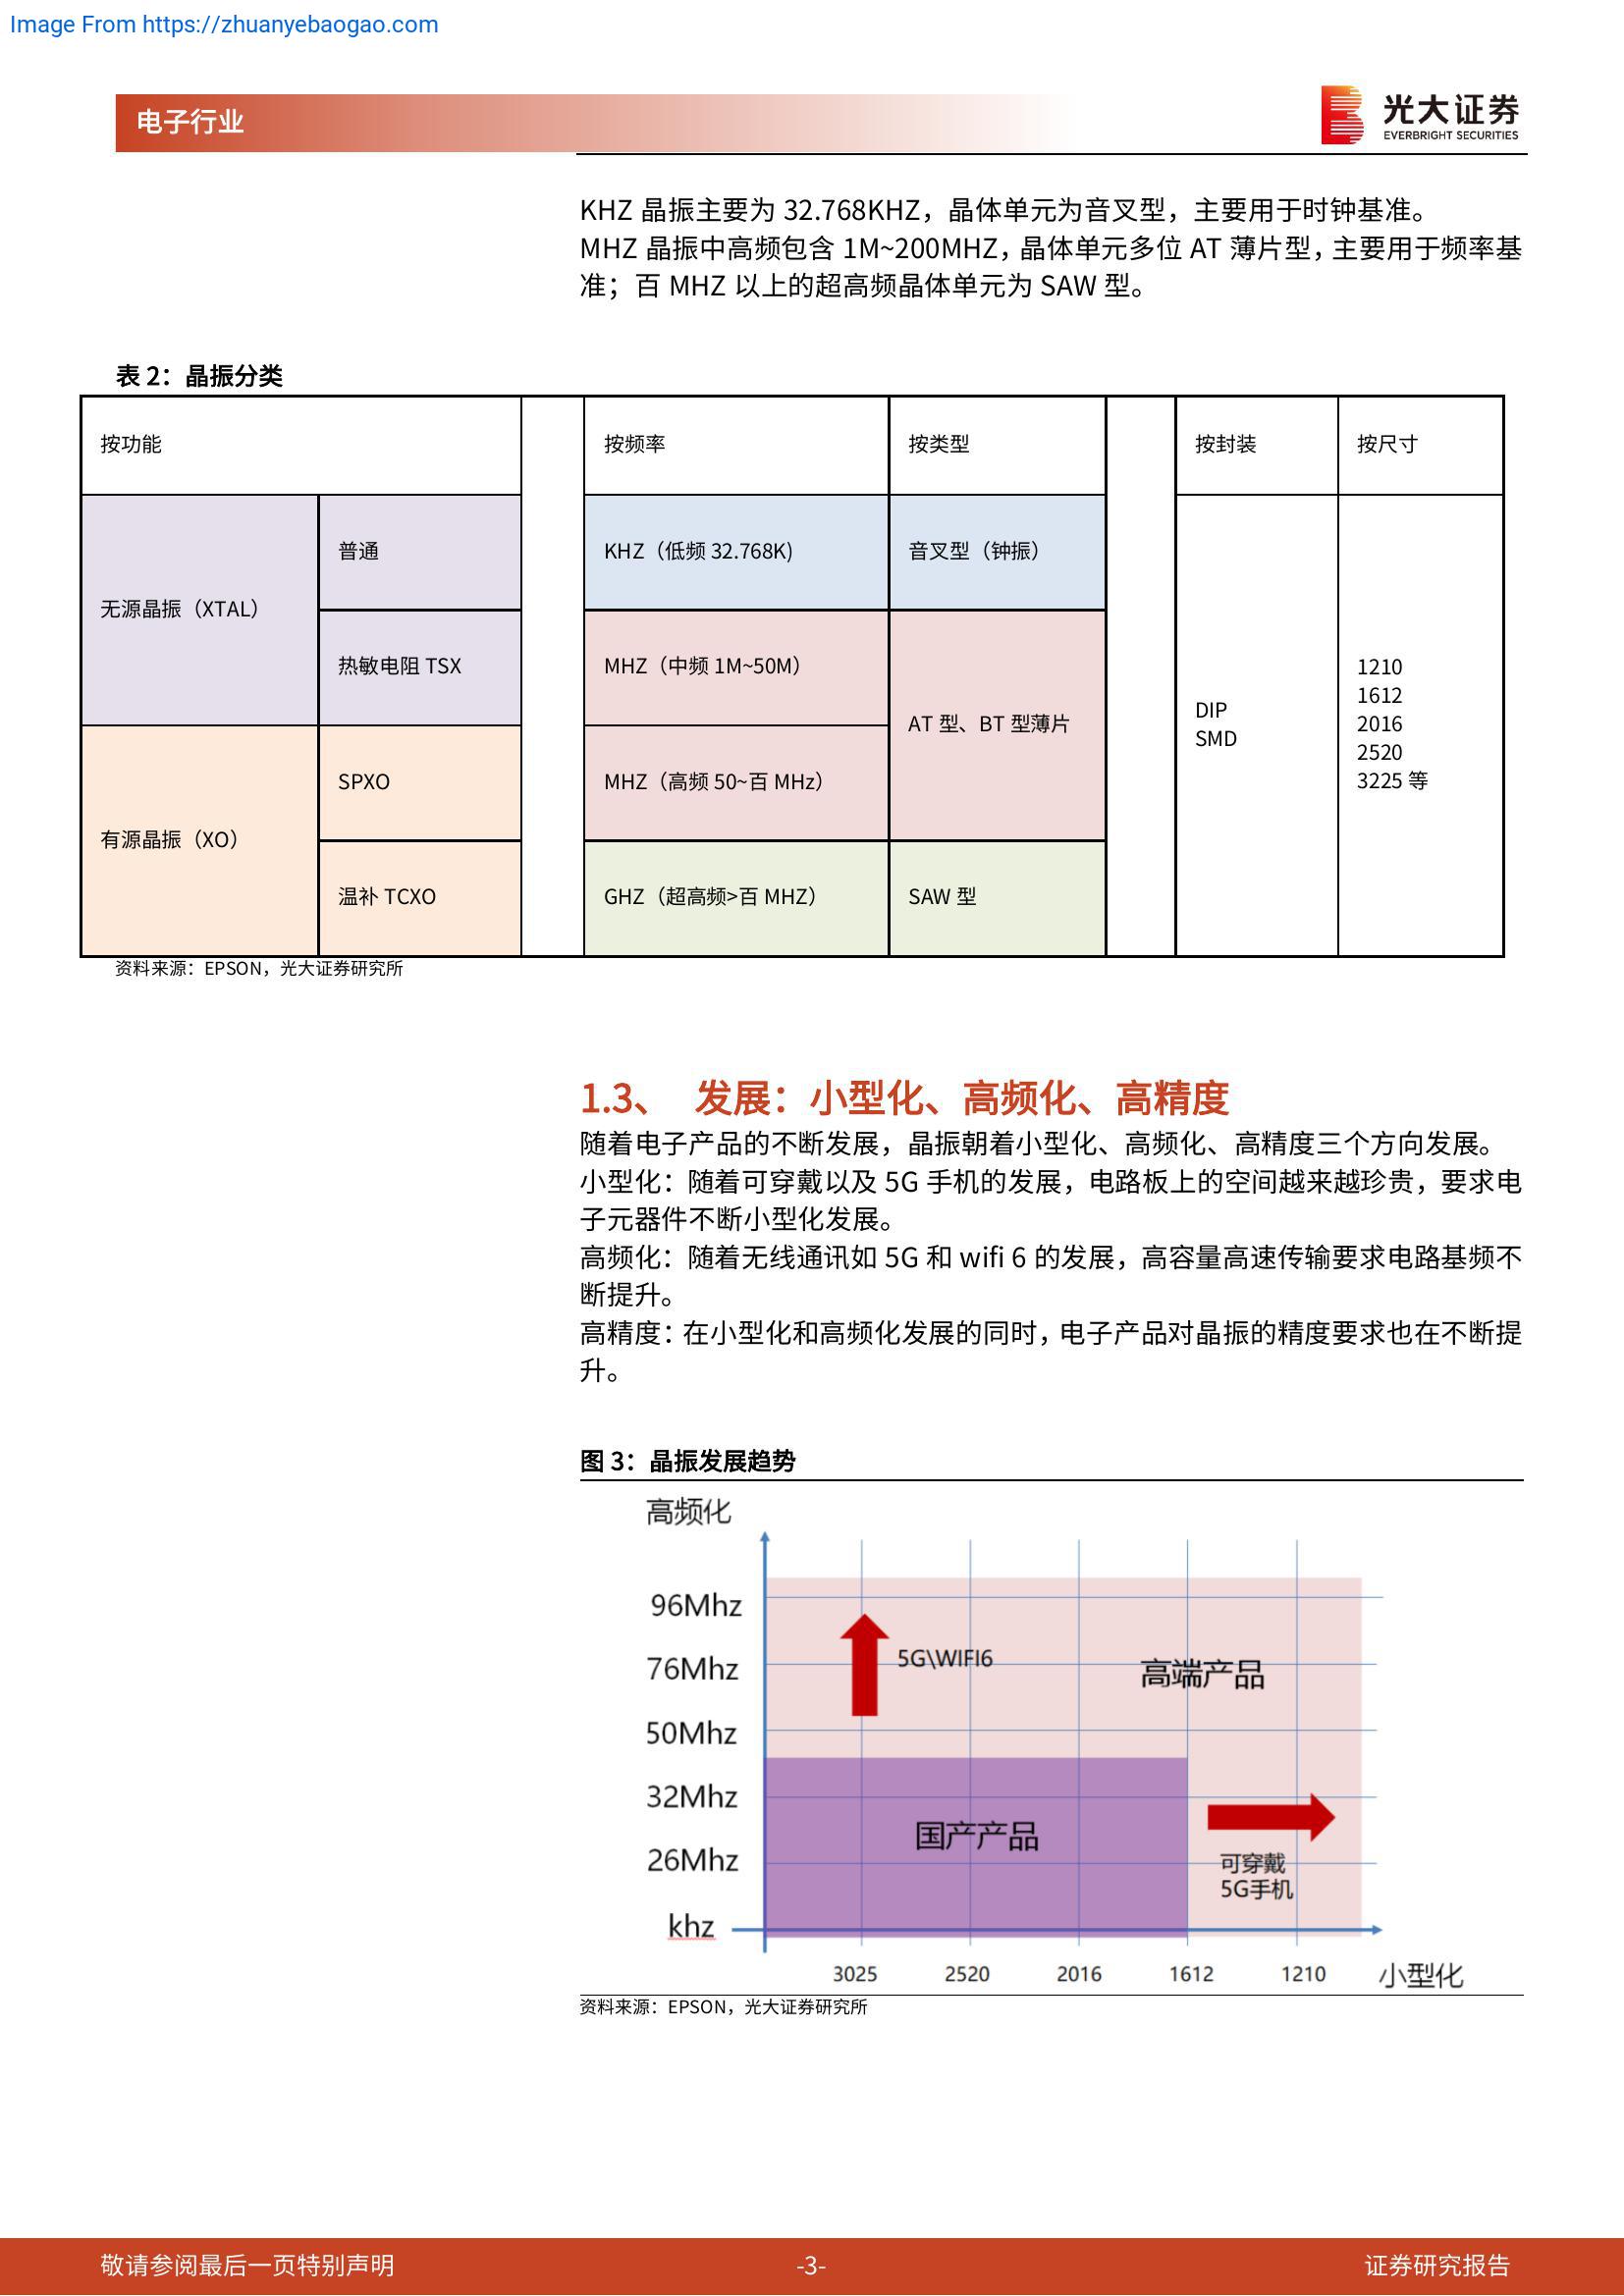 Image From https://zhuanyebaogao.com
电子行业
光大证券
EVERBRIGHT SECURITIES
KHZ 晶振主要为 32.768KHZ，晶体单元为音叉型，主要用于时钟基准。
MHZ 晶振中高频包含 1M~200MHZ，晶体单元多位 AT 薄片型，主要用于频率基
准；百 MHZ 以上的超高频晶体单元为 SAW 型。
表 2：晶振分类
按功能 按频率 按类型 按封装 按尺寸
无源晶振（XTAL）
普通
KHZ（低频 32.768K)
音叉型（钟振）
热敏电阻 TSX
MHZ（中频 1M~50M）
AT 型、BT 型薄片
有源晶振（XO）
SPXO
MHZ（高频 50~百 MHz）
温补 TCXO
GHZ（超高频>百 MHZ）
SAW 型
DIP
SMD
1210
1612
2016
2520
3225 等
资料来源：EPSON，光大证券研究所
1.3、 发展：小型化、高频化、高精度
随着电子产品的不断发展，晶振朝着小型化、高频化、高精度三个方向发展。
小型化：随着可穿戴以及 5G 手机的发展，电路板上的空间越来越珍贵，要求电
子元器件不断小型化发展。
高频化：随着无线通讯如 5G 和 wifi 6 的发展，高容量高速传输要求电路基频不
断提升。
高精度：在小型化和高频化发展的同时，电子产品对晶振的精度要求也在不断提
升。
图 3：晶振发展趋势
高频化
96Mhz
5G\WIFI6
76Mhz
高端产品
50Mhz
32Mhz
国产产品
26Mhz
可穿戴
5G手机
khz
3025 2520 2016 1612 1210 小型化
资料来源：EPSON，光大证券研究所
敬请参阅最后一页特别声明 -3- 证券研究报告